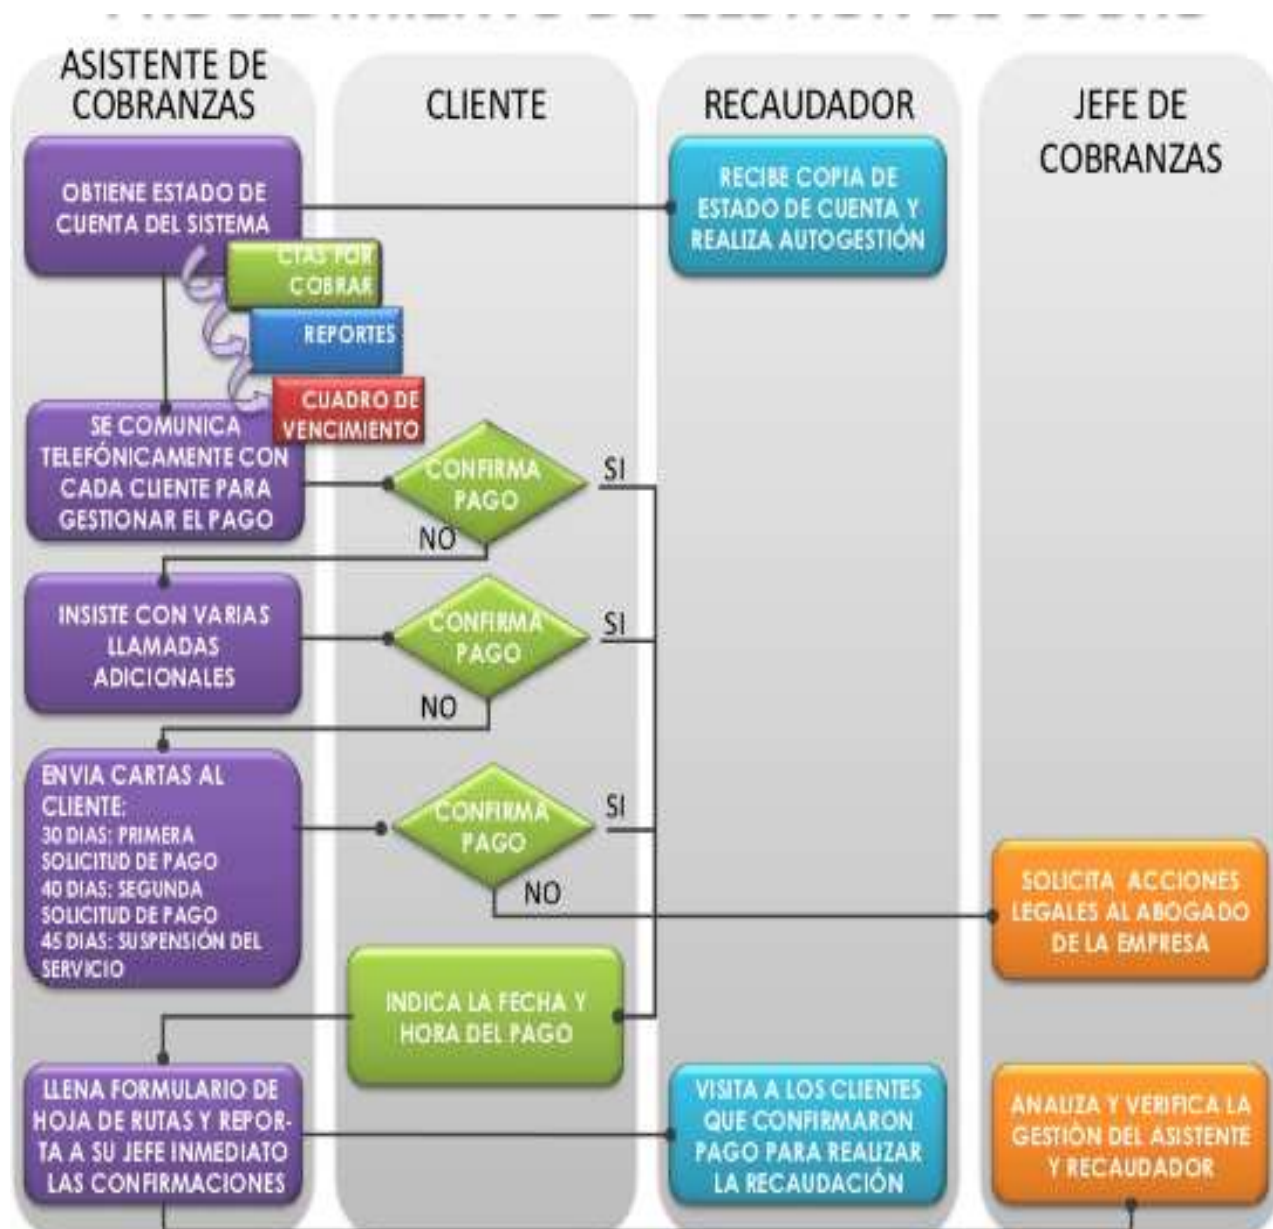 ASISTENTE DE
COBRANZAS
CLIENTE
RECAUDADOR
JEFE DE
COBRANZAS
OBTIENE ESTADO DE
CUENTA DEL SISTEMA
RECIBE COPIA DE
ESTADO DE CUENTA Y
REALIZA AUTOGESTIÓN
CTAS POR
COBRAR
REPORTES
CUADRO DE
VENCIMIENTO
SE COMUNICA
TELEFÓNICAMENTE CON
CADA CLIENTE PARA
GESTIONAR EL PAGO
CONFIRMA
PAGO
SI
NO
INSISTE CON VARIAS
LLAMADAS
ADICIONALES
CONFIRMA
PAGO
SI
NO
ENVIA CARTAS AL
CLIENTE:
30 DIAS: PRIMERA
SOLICITUD DE PAGO
40 DIAS: SEGUNDA
SOLICITUD DE PAGO
45 DIAS: SUSPENSIÓN DEL
SERVICIO
CONFIRMA
PAGO
SI
NO
SOLICITA ACCIONES
LEGALES AL ABOGADO
DE LA EMPRESA
INDICA LA FECHA Y
HORA DEL PAGO
LLENA FORMULARIO DE
HOJA DE RUTAS Y REPOR-
TA A SU JEFE INMEDIATO
LAS CONFIRMACIONES
VISITA A LOS CLIENTES
QUE CONFIRMARON
PAGO PARA REALIZAR
LA RECAUDACIÓN
ANALIZA Y VERIFICA LA
GESTIÓN DEL ASISTENTE
Y RECAUDADOR